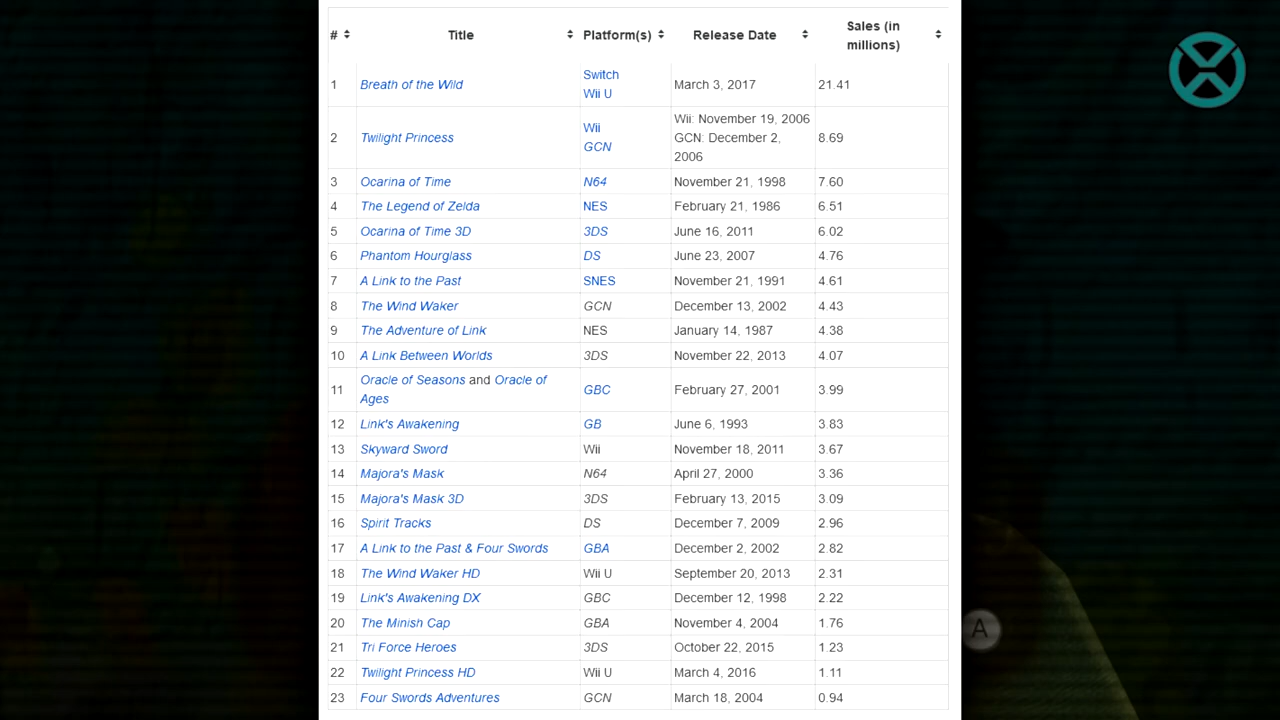 # Title Platform(s) Release Date Sales (in
millions)
1 Breath of the Wild Switch
Wii U March 3, 2017 21.41
2 Twilight Princess Wii
GCN Wii: November 19, 2006
GCN: December 2,
2006 8.69
3 Ocarina of Time N64 November 21, 1998 7.60
4 The Legend of Zelda NES February 21, 1986 6.51
5 Ocarina of Time 3D 3DS June 16, 2011 6.02
6 Phantom Hourglass DS June 23, 2007 4.76
7 A Link to the Past SNES November 21, 1991 4.61
8 The Wind Waker GCN December 13, 2002 4.43
9 The Adventure of Link NES January 14, 1987 4.38
10 A Link Between Worlds 3DS November 22, 2013 4.07
11 Oracle of Seasons and Oracle of
Ages GBC February 27, 2001 3.99
12 Link's Awakening GB June 6, 1993 3.83
13 Skyward Sword Wii November 18, 2011 3.67
14 Majora's Mask N64 April 27, 2000 3.36
15 Majora's Mask 3D 3DS February 13, 2015 3.09
16 Spirit Tracks DS December 7, 2009 2.96
17 A Link to the Past & Four Swords GBA December 2, 2002 2.82
18 The Wind Waker HD Wii U September 20, 2013 2.31
19 Link's Awakening DX GBC December 12, 1998 2.22
20 The Minish Cap GBA November 4, 2004 1.76
21 Tri Force Heroes 3DS October 22, 2015 1.23
22 Twilight Princess HD Wii U March 4, 2016 1.11
23 Four Swords Adventures GCN March 18, 2004 0.94
A